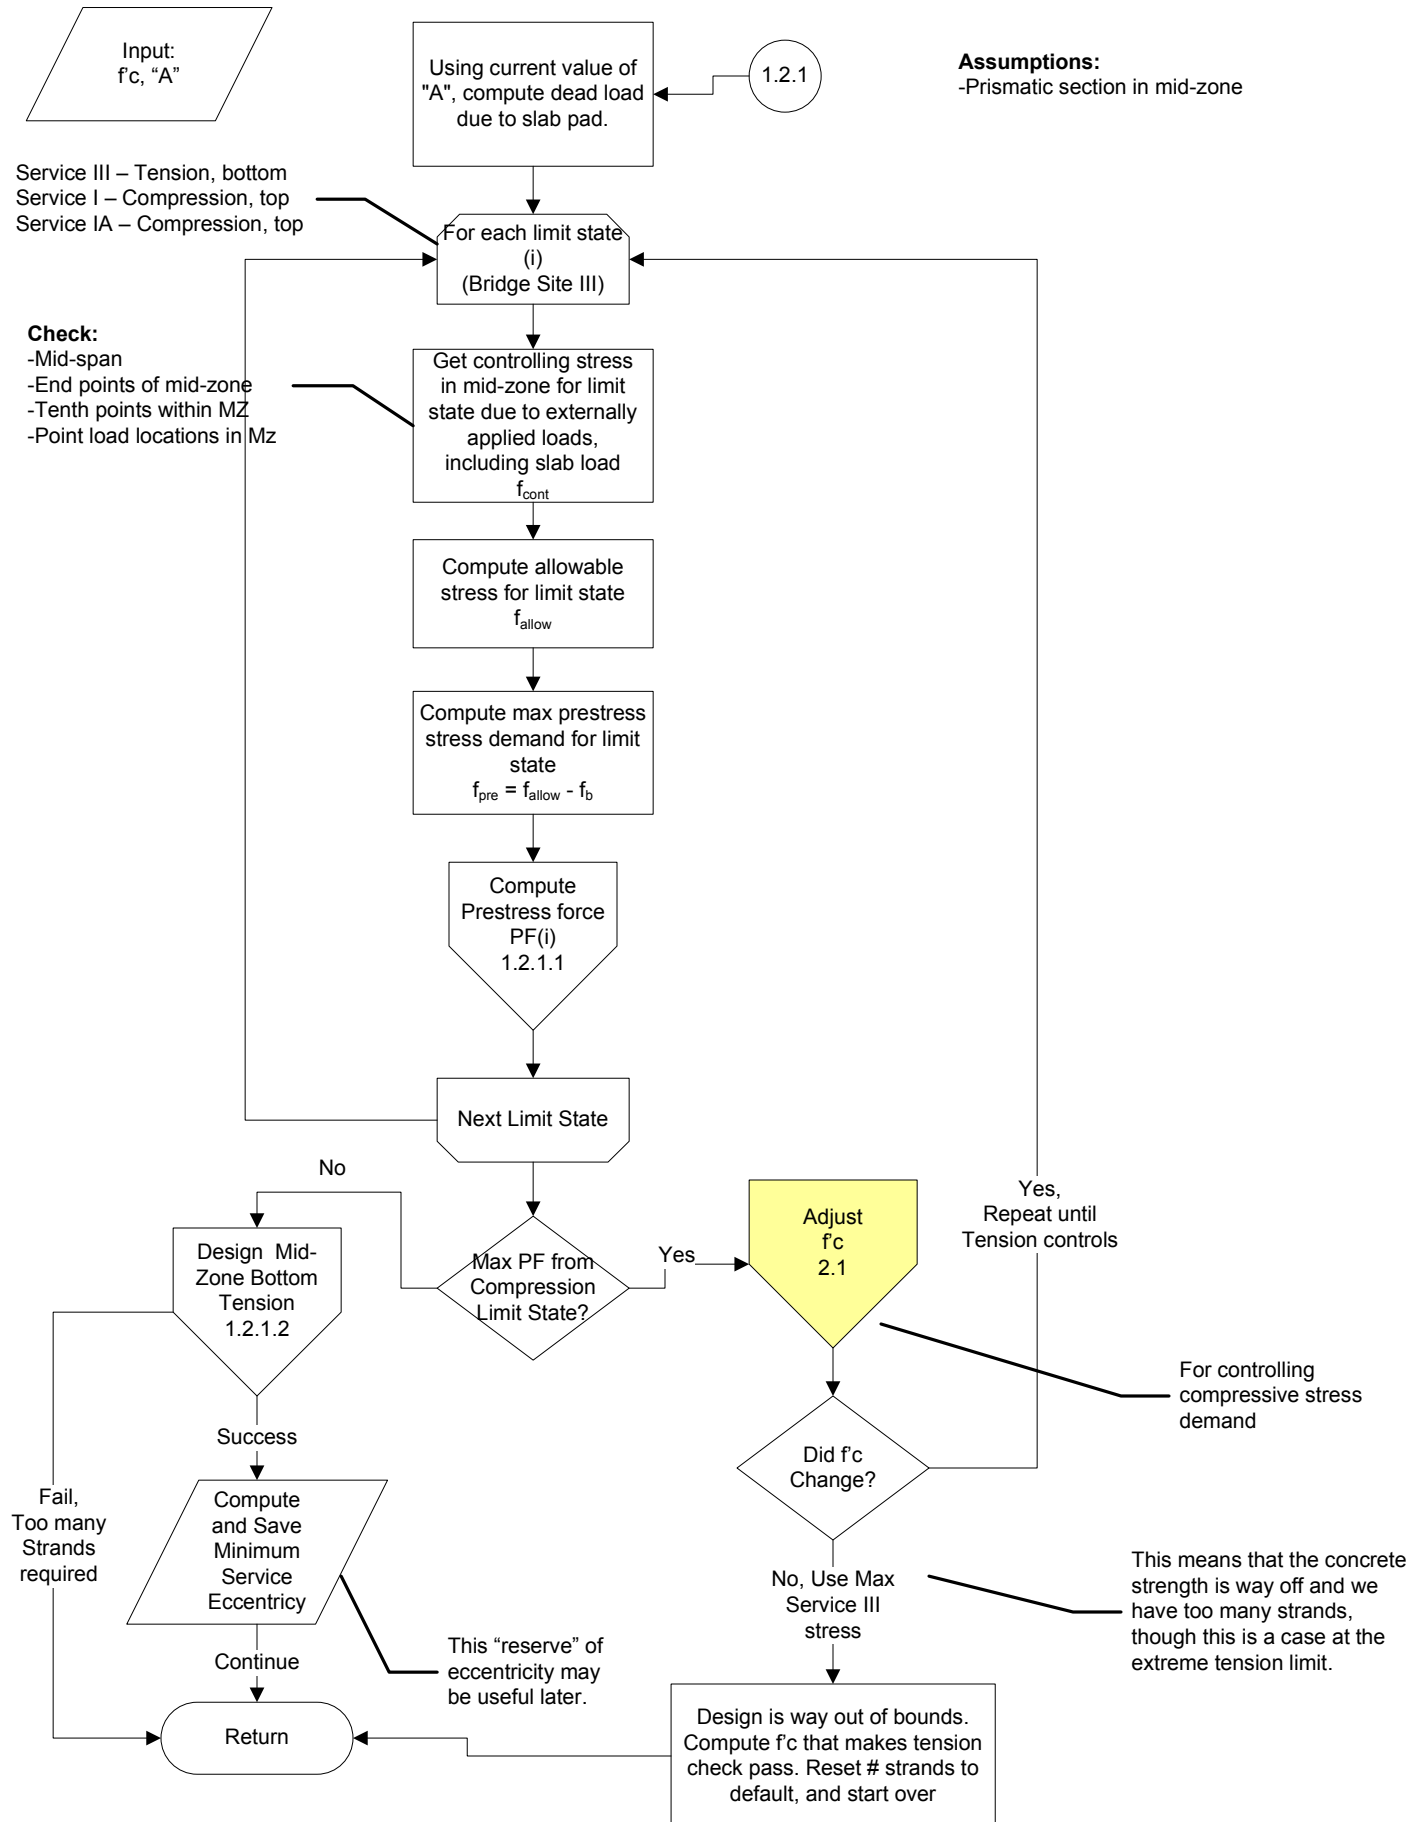 Input:
f'c, “A”
Using current value of
"A", compute dead load
due to slab pad.
1.2.1
Assumptions:
-Prismatic section in mid-zone
Service III – Tension, bottom
Service I – Compression, top
Service IA – Compression, top
For each limit state
(i)
(Bridge Site III)
Check:
-Mid-span
-End points of mid-zone
-Tenth points within MZ
-Point load locations in Mz
Get controlling stress
in mid-zone for limit
state due to externally
applied loads,
including slab load
fcont
Compute allowable
stress for limit state
fallow
Compute max prestress
stress demand for limit
state
fpre = fallow - fb
Compute
Prestress force
PF(i)
1.2.1.1
Next Limit State
No
Max PF from
Compression
Limit State?
Yes
Adjust
f’c
2.1
Yes,
Repeat until
Tension controls
Design Mid-
Zone Bottom
Tension
1.2.1.2
For controlling
compressive stress
demand
Success
Did f’c
Change?
Fail,
Too many
Strands
required
Compute
and Save
Minimum
Service
Eccentricy
No, Use Max
Service III
stress
This means that the concrete
strength is way off and we
have too many strands,
though this is a case at the
extreme tension limit.
This “reserve” of
eccentricity may
be useful later.
Continue
Return
Design is way out of bounds.
Compute f’c that makes tension
check pass. Reset # strands to
default, and start over